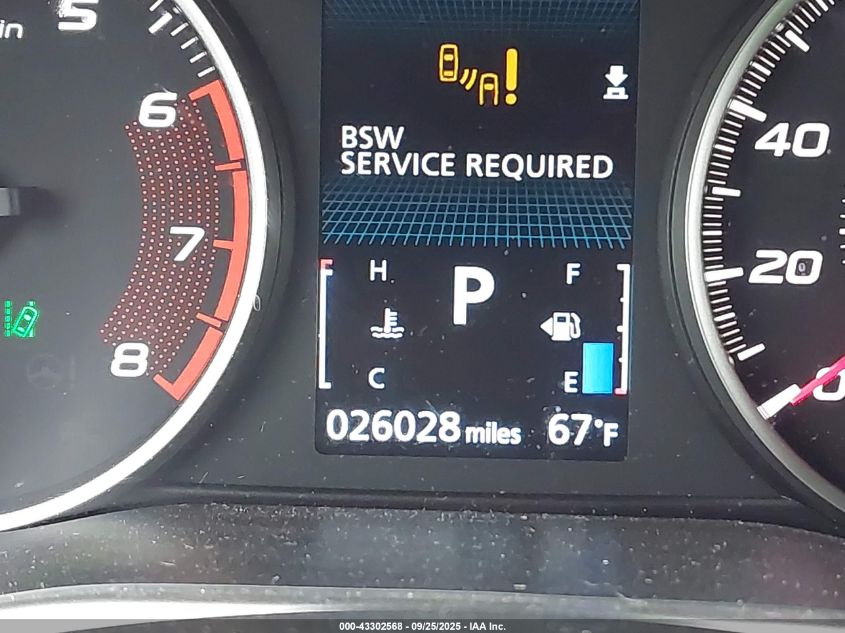 in
5
6
7
8
BSW
SERVICE REQUIRED
H
P
F
C
E
026028 miles 67°F
40
20
0
000-43302568 - 09/25/2025 - IAA Inc.